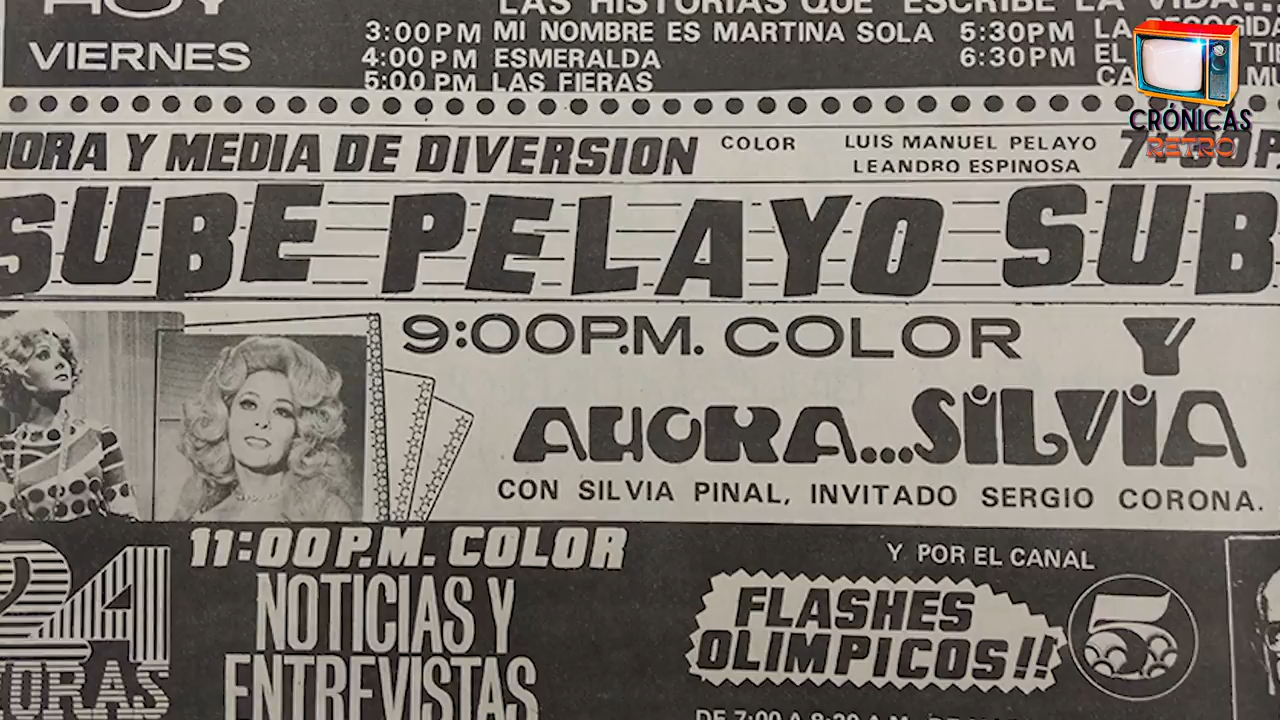 HOY
VIERNES
LAS HISTORIAS QUE ESCRIBE LA VIDA...
3:00PM MI NOMBRE ES MARTINA SOLA
4:00PM ESMERALDA
5:00PM LAS FIERAS
5:30PM LA
6:30PM EL
CRÓNICAS
RETRO
HORA Y MEDIA DE DIVERSION
COLOR
LUIS MANUEL PELAYO
LEANDRO ESPINOSA
SUBE PELAYO SUB
9:00P.M. COLOR Y
AHORA...SILVIA
CON SILVIA PINAL, INVITADO SERGIO CORONA.
24
HORAS
11:00P.M. COLOR
NOTICIAS Y
ENTREVISTAS
Y POR EL CANAL
5
FLASHES
OLIMPICOS!!